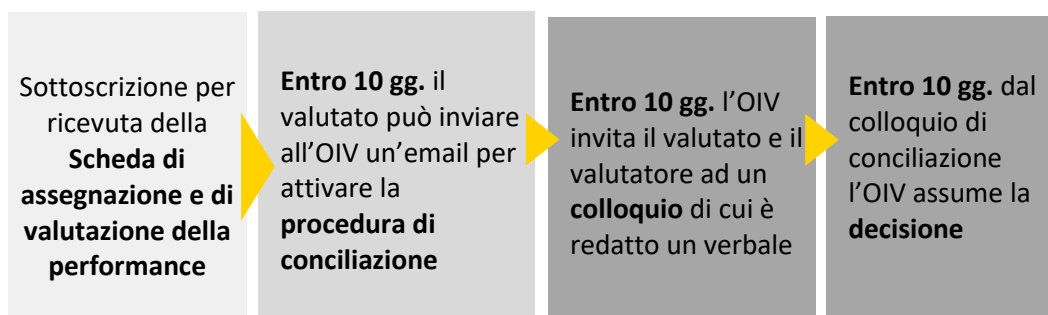 Sottoscrizione per
ricevuta della
Scheda di
assegnazione e di
valutazione della
performance
Entro 10 gg. il
valutato può inviare
all'OIV un'email per
attivare la
procedura di
conciliazione
Entro 10 gg. l'OIV
invita il valutato e il
valutatore ad un
colloquio di cui è
redatto un verbale
Entro 10 gg. dal
colloquio di
conciliazione
l'OIV assume la
decisione